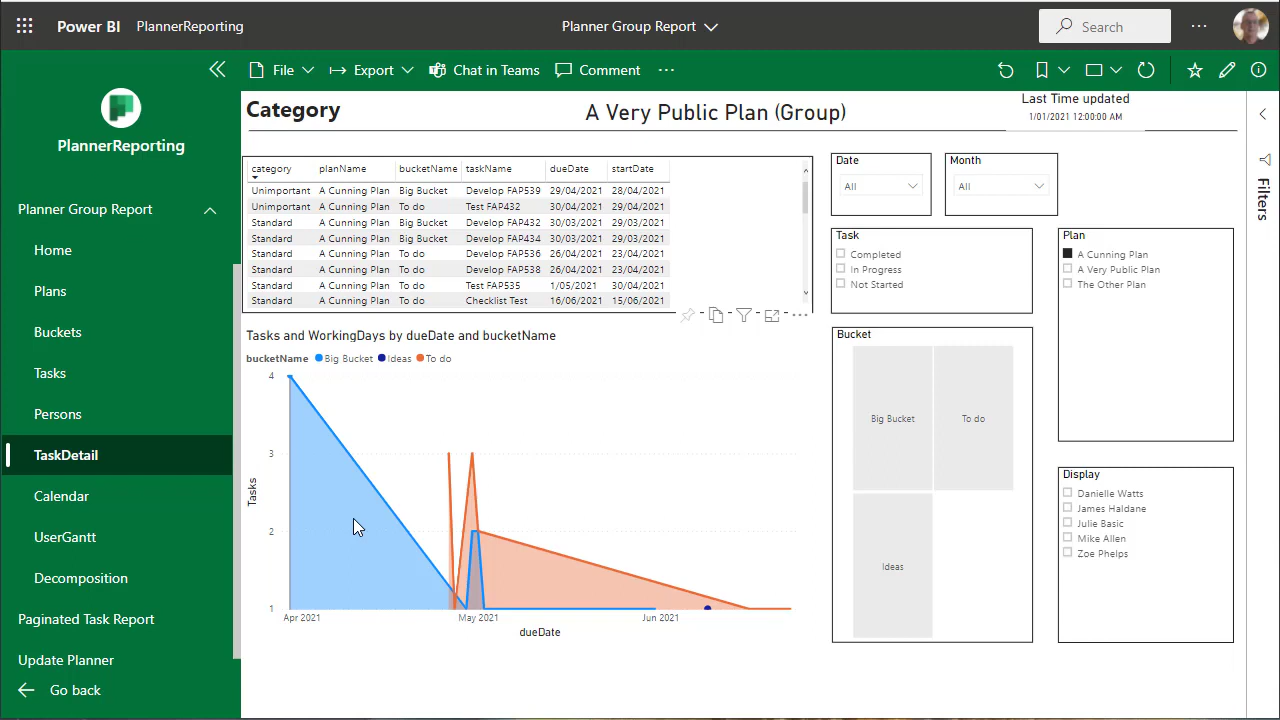 Power BI PlannerReporting Planner Group Report Search
File Export Chat in Teams Comment
PlannerReporting
Planner Group Report
Home
Plans
Buckets
Tasks
Persons
TaskDetail
Calendar
UserGantt
Decomposition
Paginated Task Report
Update Planner
Go back
Category A Very Public Plan (Group)
Last Time updated
1/01/2021 12:00:00 AM
category planName bucketName taskName dueDate startDate
Unimportant A Cunning Plan Big Bucket Develop FAP539 29/04/2021 28/04/2021
Unimportant A Cunning Plan To do Test FAP432 30/04/2021 29/04/2021
Standard A Cunning Plan Big Bucket Develop FAP432 30/03/2021 29/03/2021
Standard A Cunning Plan Big Bucket Develop FAP434 30/03/2021 29/03/2021
Standard A Cunning Plan To do Develop FAP536 26/04/2021 23/04/2021
Standard A Cunning Plan To do Develop FAP538 26/04/2021 23/04/2021
Standard A Cunning Plan To do Test FAP535 1/05/2021 30/04/2021
Standard A Cunning Plan To do Checklist Test 16/06/2021 15/06/2021
Tasks and WorkingDays by dueDate and bucketName
bucketName Big Bucket Ideas To do
4
3
2
1
Tasks
Apr 2021 May 2021 Jun 2021
dueDate
Date
All
Month
All
Task
Completed
In Progress
Not Started
Plan
A Cunning Plan
A Very Public Plan
The Other Plan
Bucket
Big Bucket
To do
Ideas
Display
Danielle Watts
James Haldane
Julie Basic
Mike Allen
Zoe Phelps
Filters